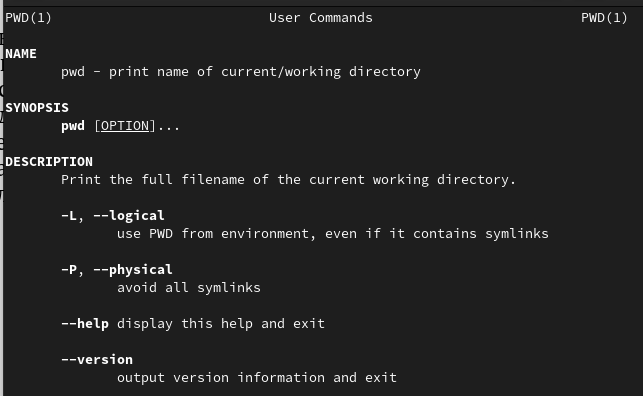 PWD(1) User Commands PWD(1)
NAME
pwd - print name of current/working directory
SYNOPSIS
pwd [OPTION]...
DESCRIPTION
Print the full filename of the current working directory.
-L, --logical
use PWD from environment, even if it contains symlinks
-P, --physical
avoid all symlinks
--help display this help and exit
--version
output version information and exit